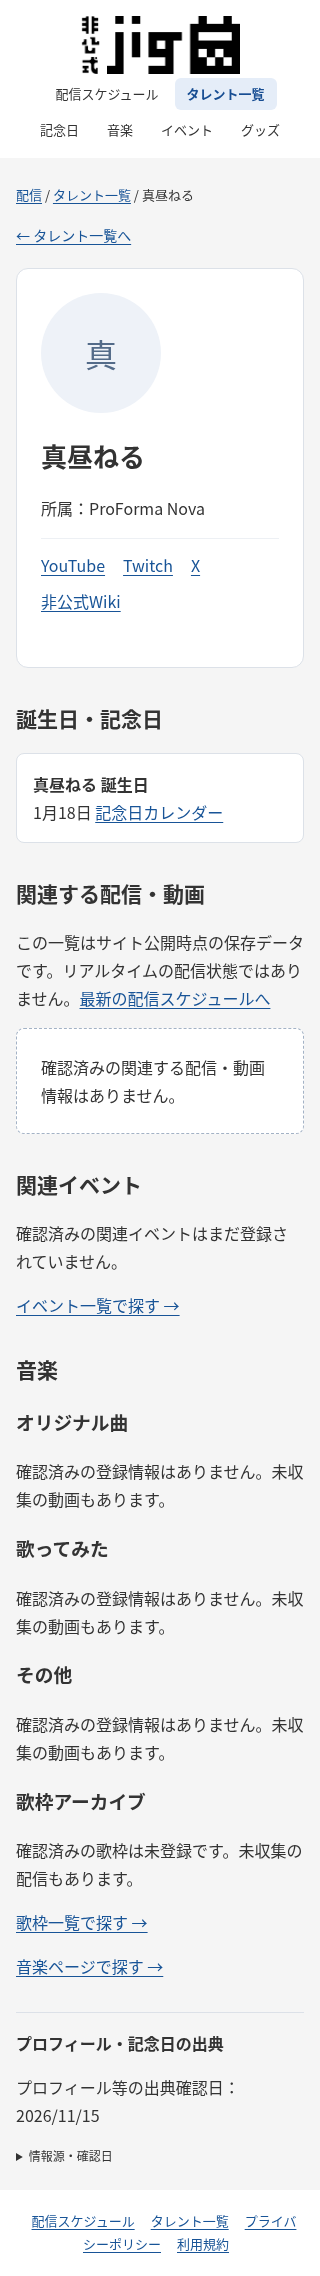 非公式 jig
配信スケジュール タレント一覧
記念日 音楽 イベント グッズ
配信 / タレント一覧 / 真昼ねる
← タレント一覧へ
真
真昼ねる
所属：ProForma Nova
YouTube Twitch X
非公式Wiki
誕生日・記念日
真昼ねる 誕生日
1月18日 記念日カレンダー
関連する配信・動画
この一覧はサイト公開時点の保存データ
です。リアルタイムの配信状態ではあり
ません。最新の配信スケジュールへ
確認済みの関連する配信・動画
情報はありません。
関連イベント
確認済みの関連イベントはまだ登録さ
れていません。
イベント一覧で探す →
音楽
オリジナル曲
確認済みの登録情報はありません。未収
集の動画もあります。
歌ってみた
確認済みの登録情報はありません。未収
集の動画もあります。
その他
確認済みの登録情報はありません。未収
集の動画もあります。
歌枠アーカイブ
確認済みの歌枠は未登録です。未収集の
配信もあります。
歌枠一覧で探す →
音楽ページで探す →
プロフィール・記念日の出典
プロフィール等の出典確認日：
2026/11/15
▶ 情報源・確認日
配信スケジュール タレント一覧 プライバ
シーポリシー 利用規約